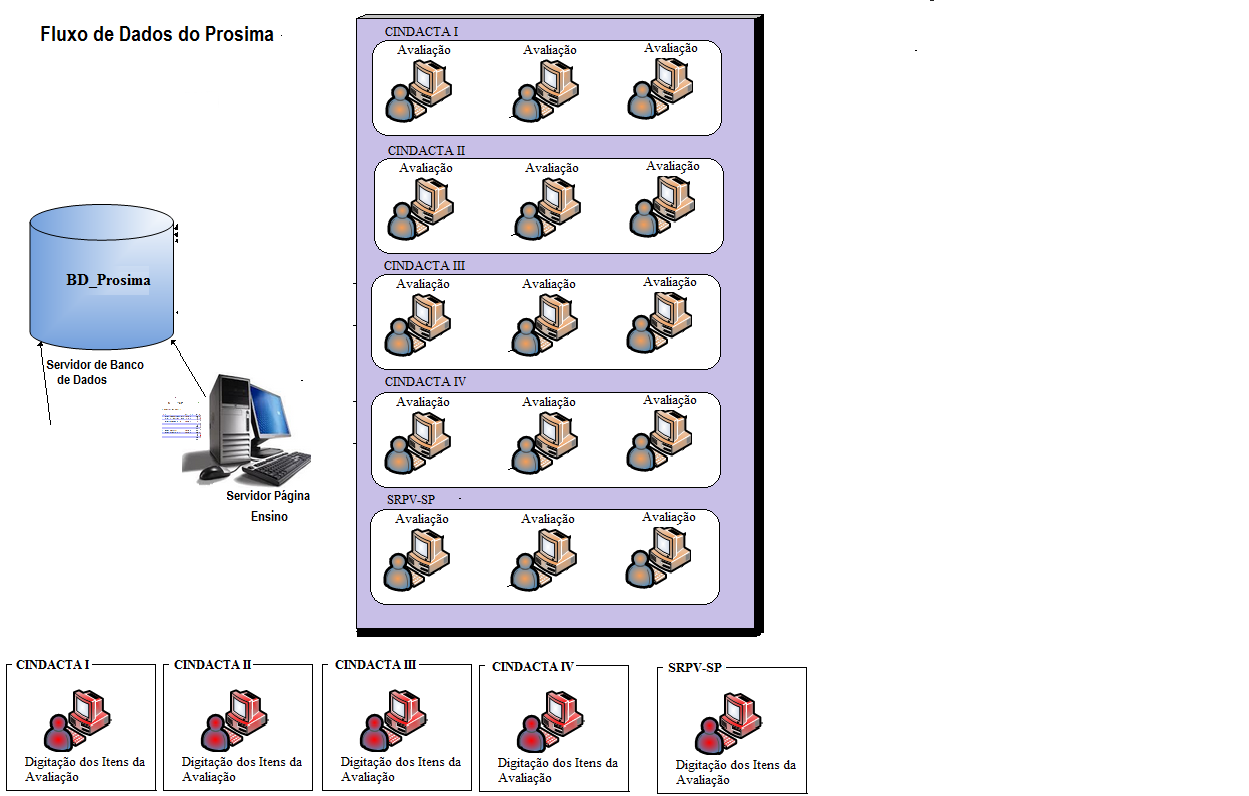 Fluxo de Dados do Prosima
CINDACTA I
Avaliação Avaliação Avaliação
CINDACTA II
Avaliação Avaliação Avaliação
CINDACTA III
Avaliação Avaliação Avaliação
CINDACTA IV
Avaliação Avaliação Avaliação
SRPV-SP
Avaliação Avaliação Avaliação
BD_Prosima
Servidor de Banco
de Dados
Servidor Página
Ensino
CINDACTA I
Digitação dos Itens da
Avaliação
CINDACTA II
Digitação dos Itens da
Avaliação
CINDACTA III
Digitação dos Itens da
Avaliação
CINDACTA IV
Digitação dos Itens da
Avaliação
SRPV-SP
Digitação dos Itens da
Avaliação